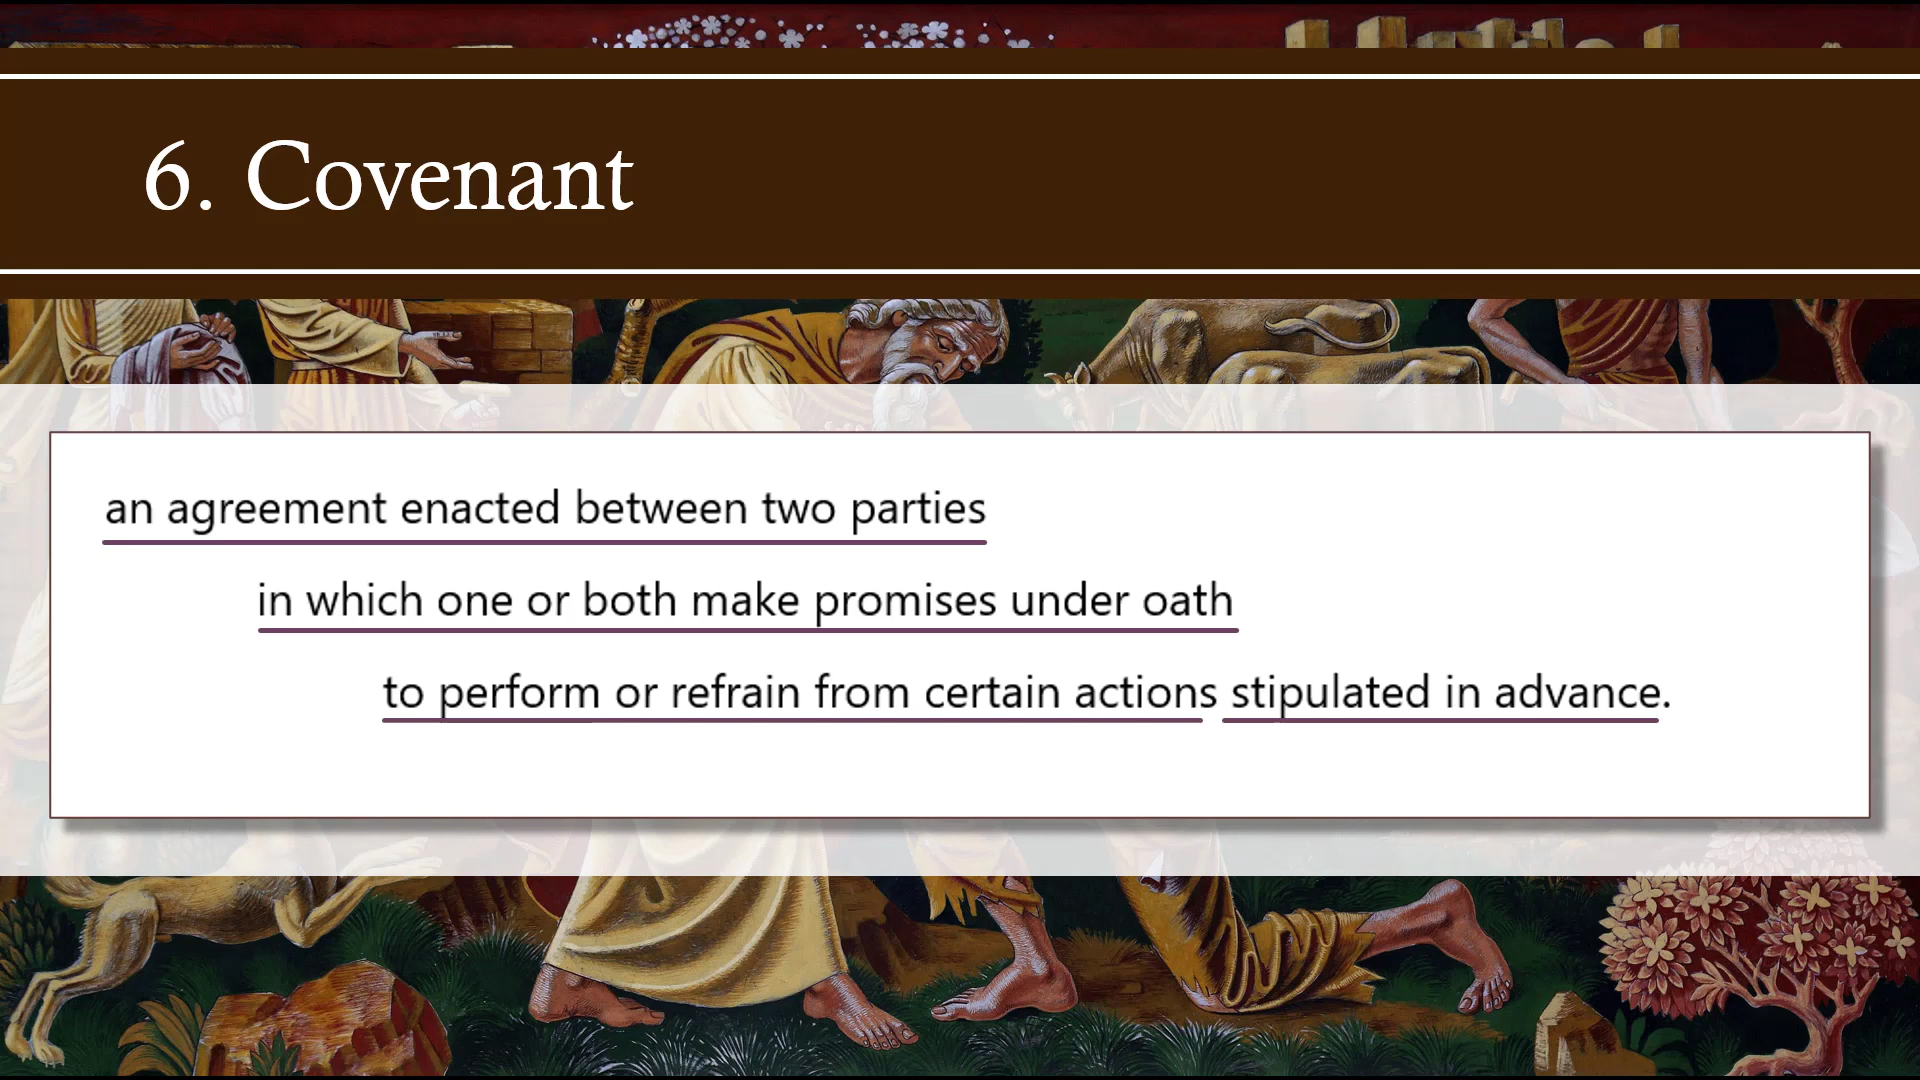 6. Covenant
an agreement enacted between two parties
in which one or both make promises under oath
to perform or refrain from certain actions stipulated in advance.